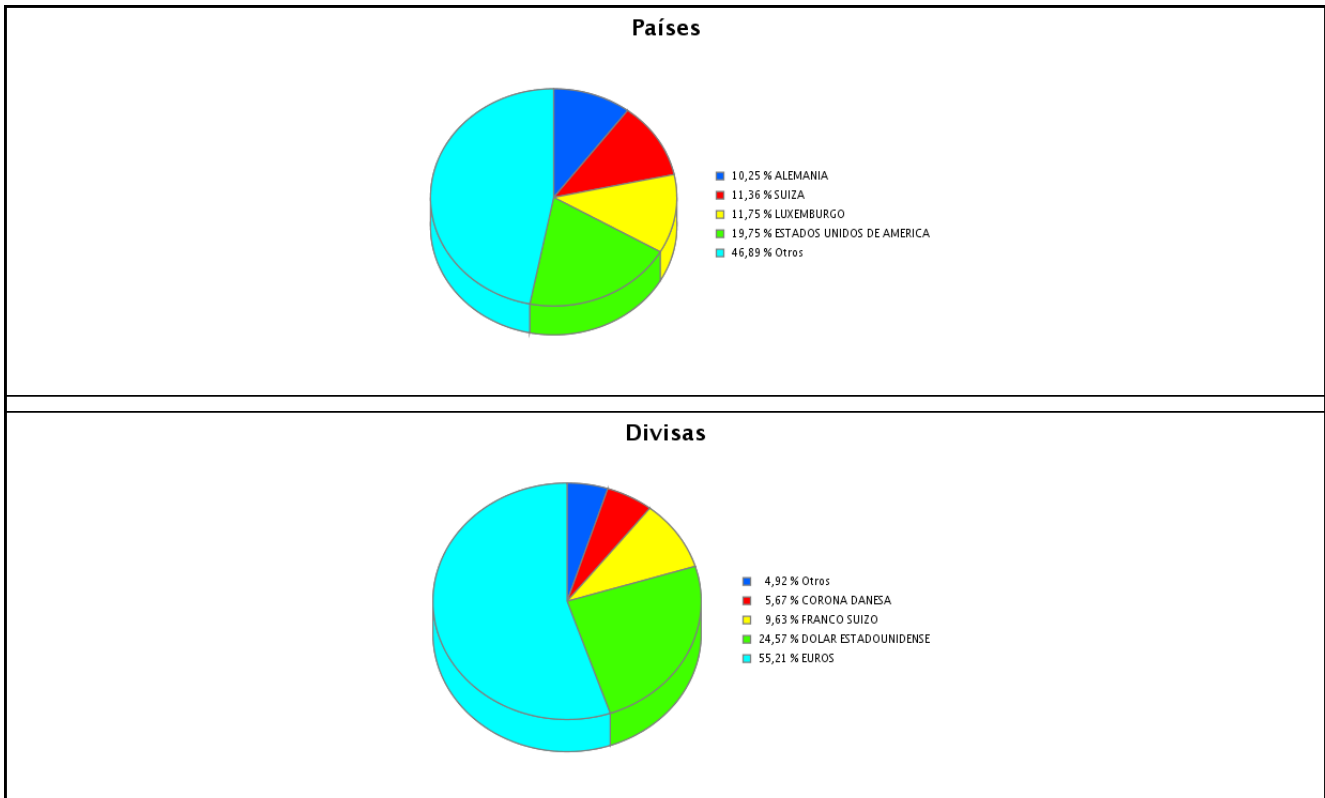 Países
10,25 % ALEMANIA
11,36 % SUIZA
11,75 % LUXEMBURGO
19,75 % ESTADOS UNIDOS DE AMERICA
46,89 % Otros
Divisas
4,92 % Otros
5,67 % CORONA DANESA
9,63 % FRANCO SUIZO
24,57 % DOLAR ESTADOUNIDENSE
55,21 % EUROS